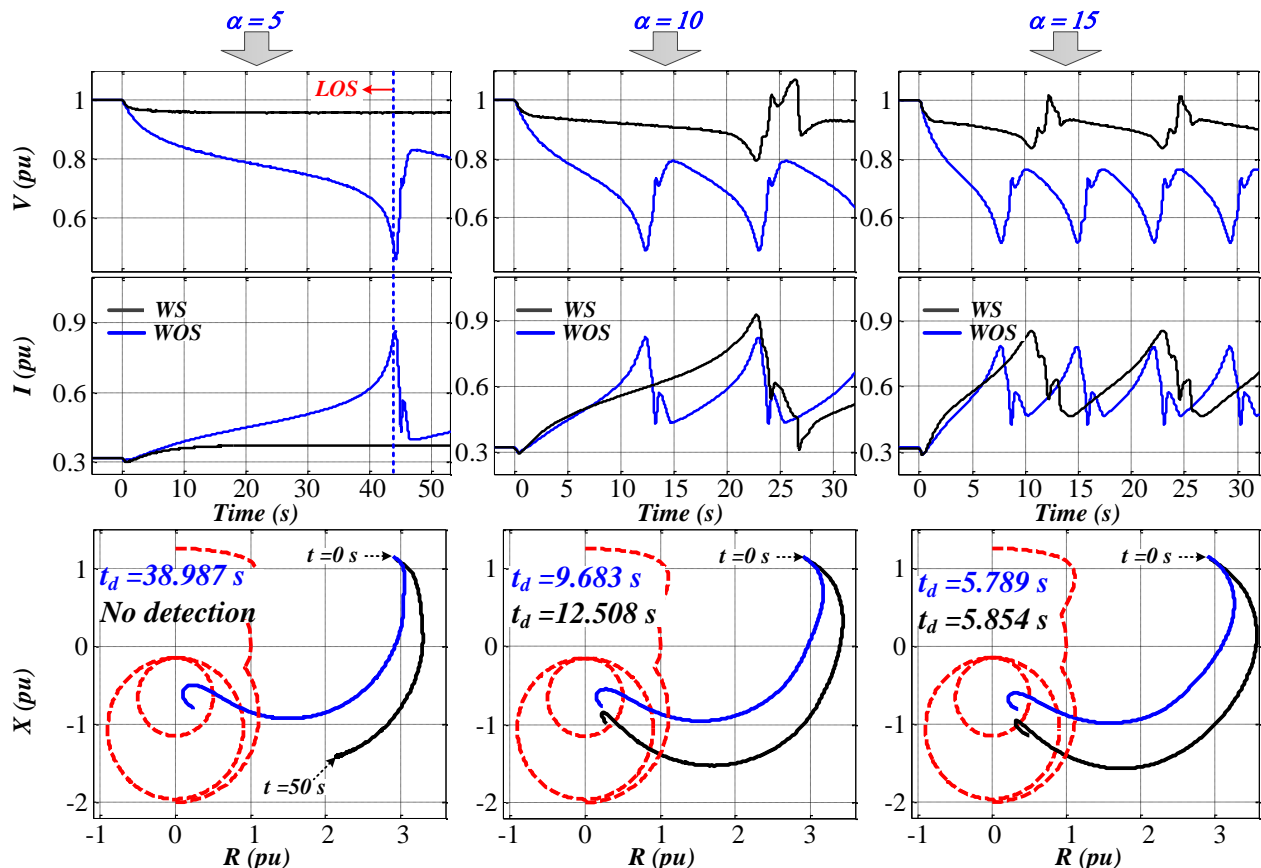 α = 5
α = 10
α = 15
V (pu)
1
0.8
0.6
LOS
1
0.8
0.6
1
0.8
0.6
I (pu)
0.9
0.6
0.3
WS
WOS
0 10 20 30 40 50
Time (s)
0.9
0.6
0.3
WS
WOS
0 5 10 15 20 25 30
Time (s)
0.9
0.6
0.3
WS
WOS
0 5 10 15 20 25 30
Time (s)
X (pu)
1
0
-1
-2
t =0 s
t_d =38.987 s
No detection
t =50 s
-1 0 1 2 3
R (pu)
1
0
-1
-2
t =0 s
t_d =9.683 s
t_d =12.508 s
-1 0 1 2 3
R (pu)
1
0
-1
-2
t =0 s
t_d =5.789 s
t_d =5.854 s
-1 0 1 2 3
R (pu)